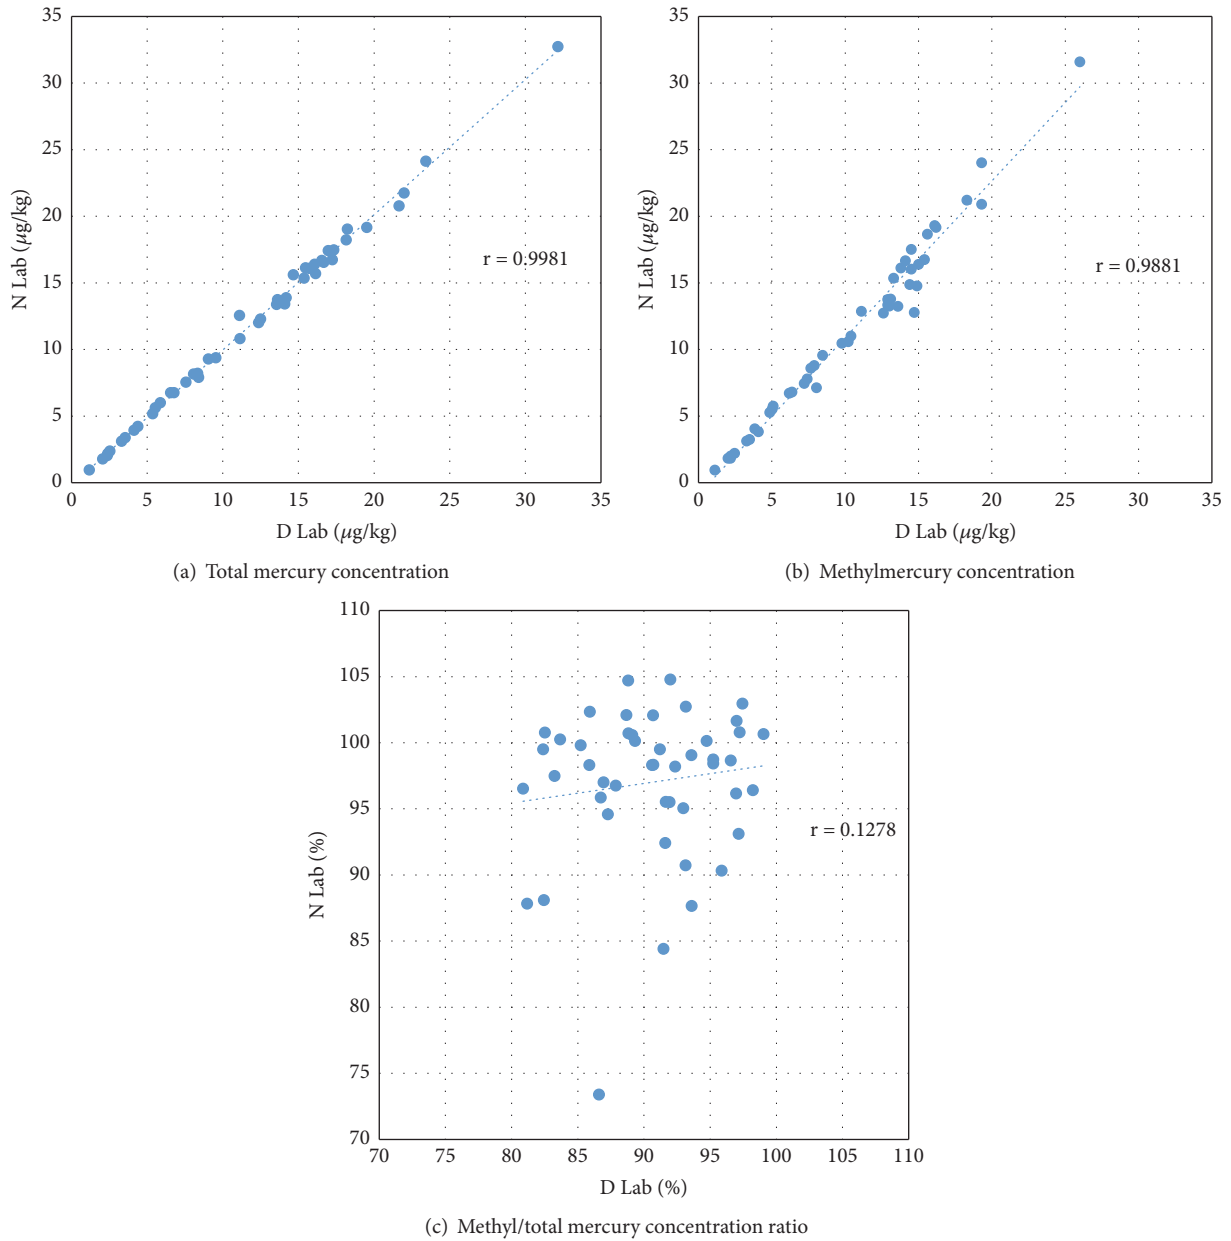 35
30
25
20
15
10
5
0
N Lab (μg/kg)
r = 0.9981
0 5 10 15 20 25 30 35
D Lab (μg/kg)
(a) Total mercury concentration
35
30
25
20
15
10
5
0
N Lab (μg/kg)
r = 0.9881
0 5 10 15 20 25 30 35
D Lab (μg/kg)
(b) Methylmercury concentration
110
105
100
95
90
85
80
75
70
N Lab (%)
r = 0.1278
70 75 80 85 90 95 100 105 110
D Lab (%)
(c) Methyl/total mercury concentration ratio